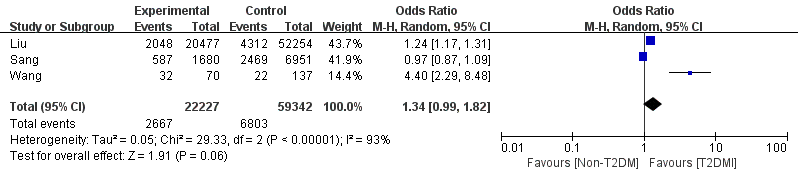 Experimental Control Odds Ratio Odds Ratio
Study or Subgroup Events Total Events Total Weight M-H, Random, 95% CI M-H, Random, 95% CI
Liu 2048 20477 4312 52254 43.7% 1.24 [1.17, 1.31]
Sang 587 1680 2469 6951 41.9% 0.97 [0.87, 1.09]
Wang 32 70 22 137 14.4% 4.40 [2.29, 8.48]
Total (95% CI) 22227 59342 100.0% 1.34 [0.99, 1.82]
Total events 2667 6803
Heterogeneity: Tau² = 0.05; Chi² = 29.33, df = 2 (P < 0.00001); I² = 93%
Test for overall effect: Z = 1.91 (P = 0.06)
0.01 0.1 1 10 100
Favours [Non-T2DM] Favours [T2DMI]